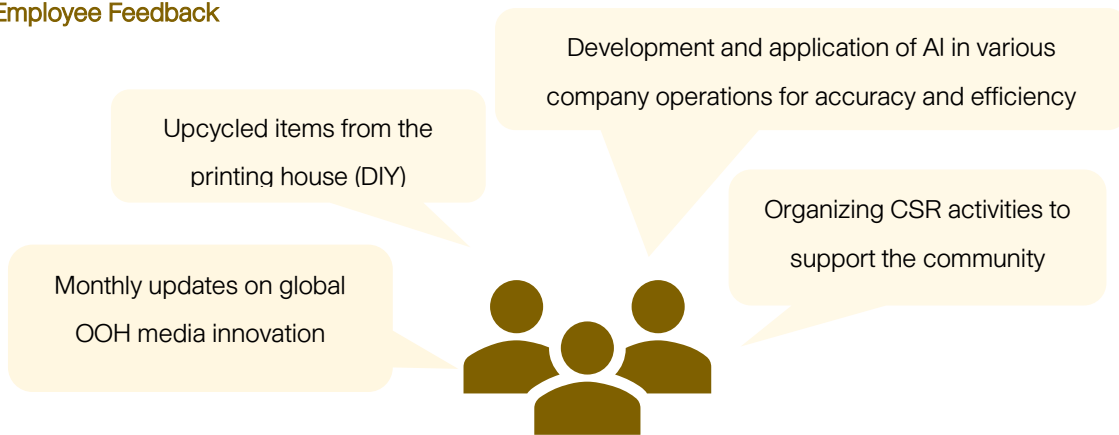 Employee Feedback
Development and application of AI in various
company operations for accuracy and efficiency
Upcycled items from the
printing house (DIY)
Organizing CSR activities to
support the community
Monthly updates on global
OOH media innovation